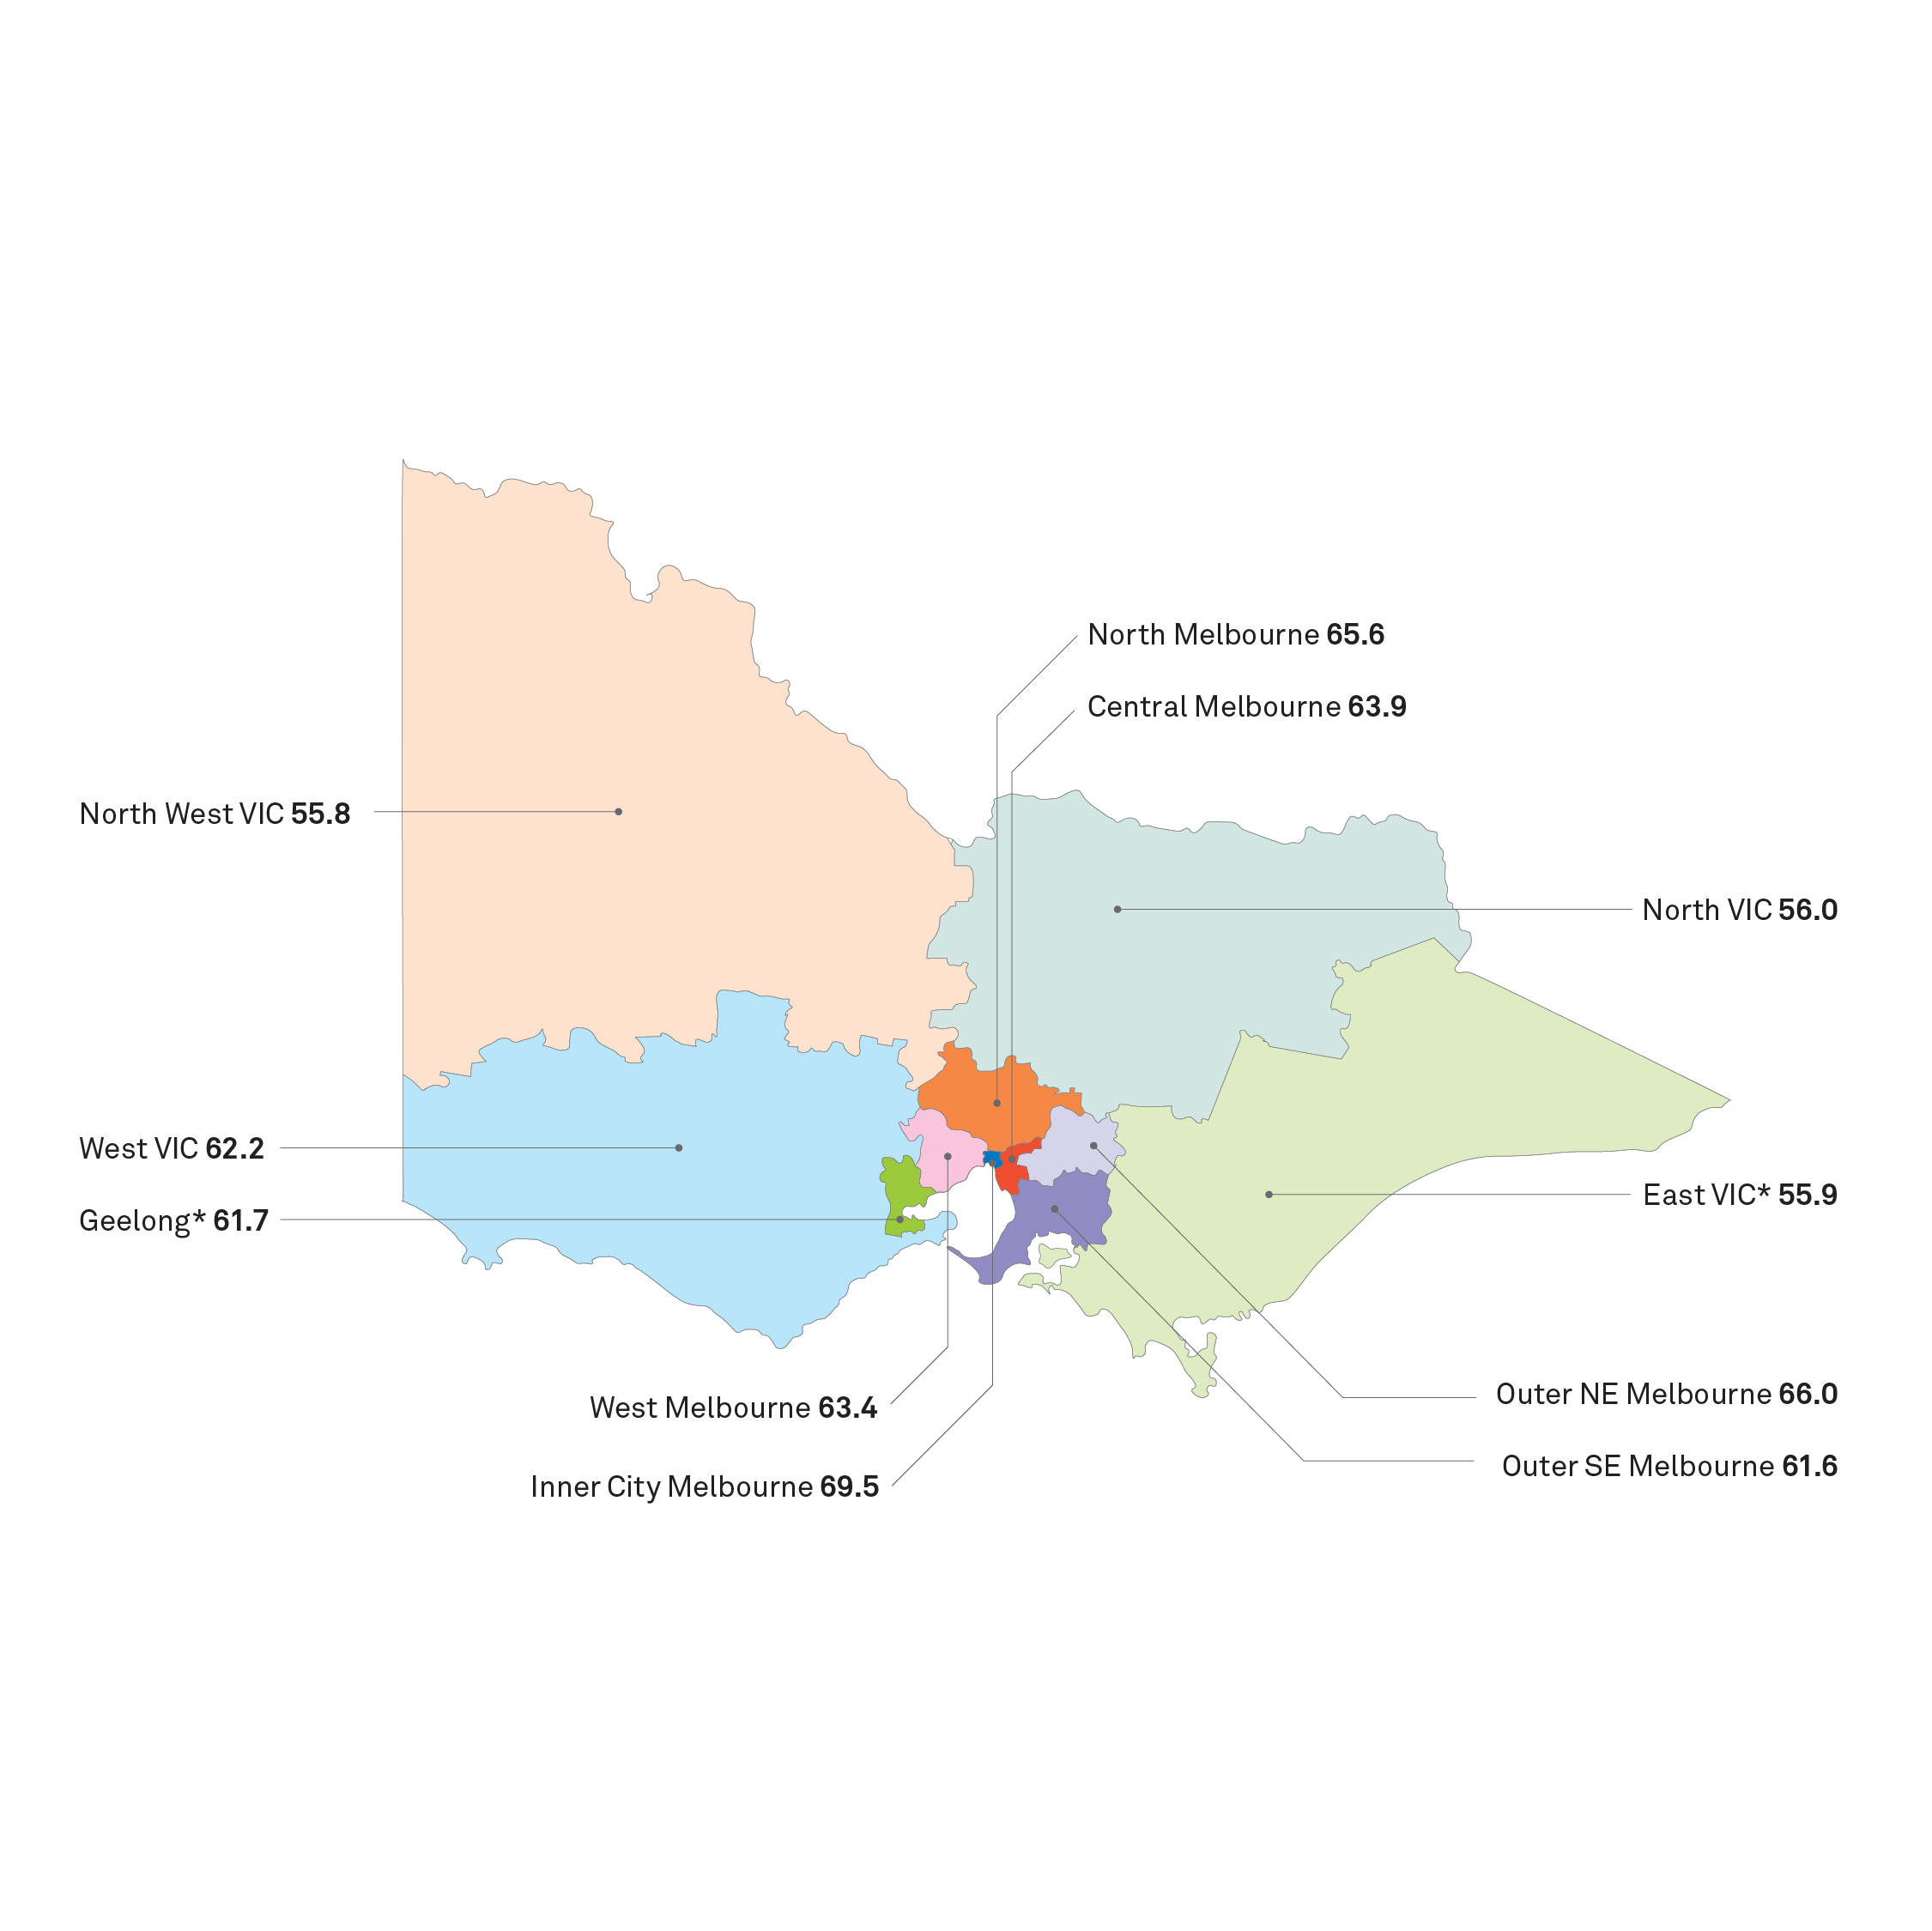 North Melbourne 65.6
Central Melbourne 63.9
North West VIC 55.8
North VIC 56.0
West VIC 62.2
East VIC* 55.9
Geelong* 61.7
Outer NE Melbourne 66.0
West Melbourne 63.4
Outer SE Melbourne 61.6
Inner City Melbourne 69.5